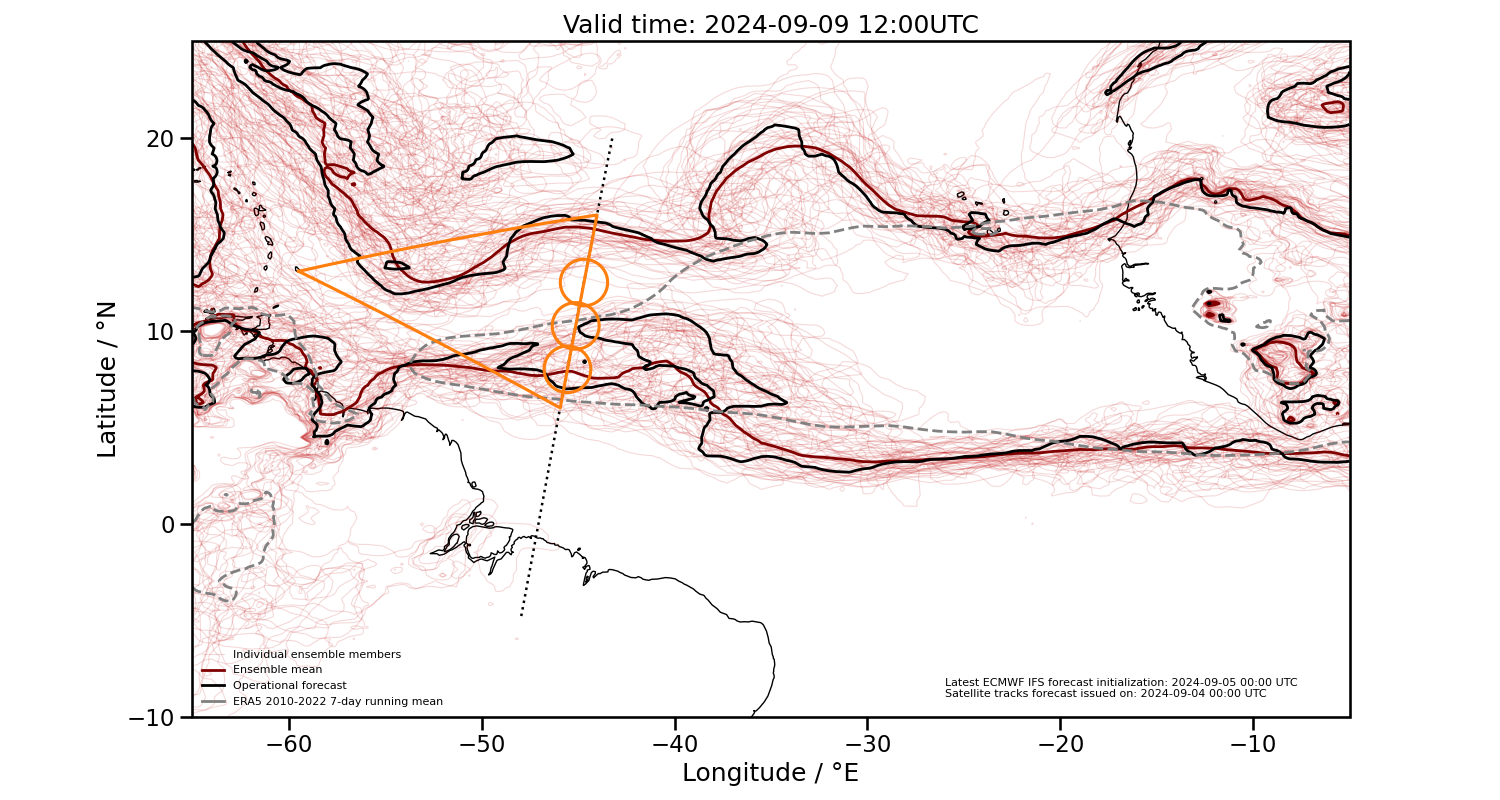 Valid time: 2024-09-09 12:00UTC
20
10
0
−10
Latitude / °N
Individual ensemble members
Ensemble mean
Operational forecast
ERA5 2010-2022 7-day running mean
Latest ECMWF IFS forecast initialization: 2024-09-05 00:00 UTC
Satellite tracks forecast issued on: 2024-09-04 00:00 UTC
−60 −50 −40 −30 −20 −10
Longitude / °E